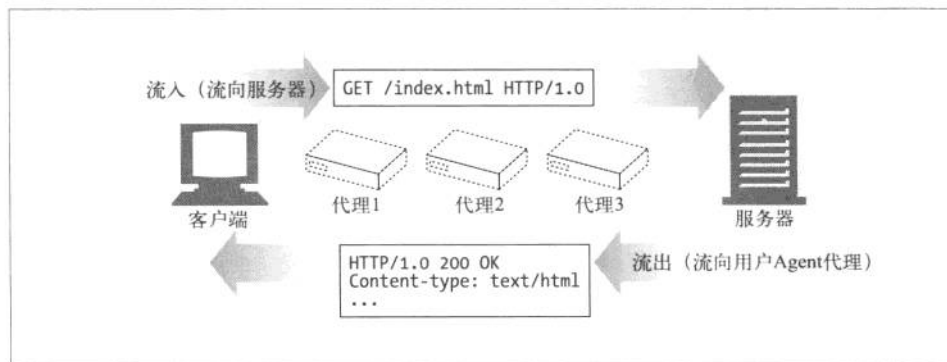 流入（流向服务器）
GET /index.html HTTP/1.0
代理1
代理2
代理3
客户端
服务器
HTTP/1.0 200 OK
Content-type: text/html
...
流出（流向用户Agent代理）